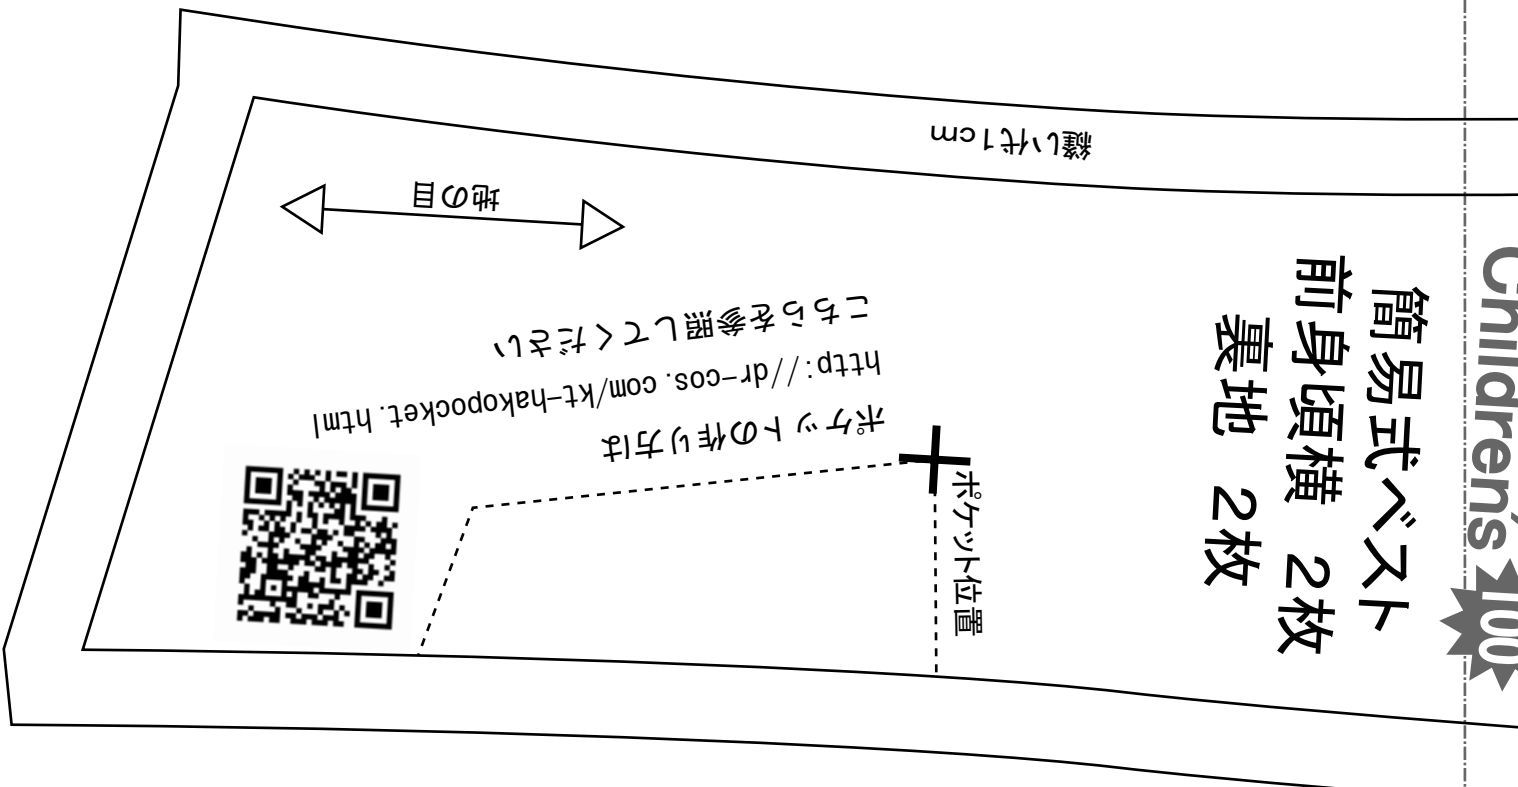 縫い代1cm
地の目
ポケットの作り方は
http://dr-cos.com/kt-hakopocket.html
こちらを参照してください
ポケット位置
簡易式ベスト
前身頃横 2枚
裏地 2枚
Children's
100